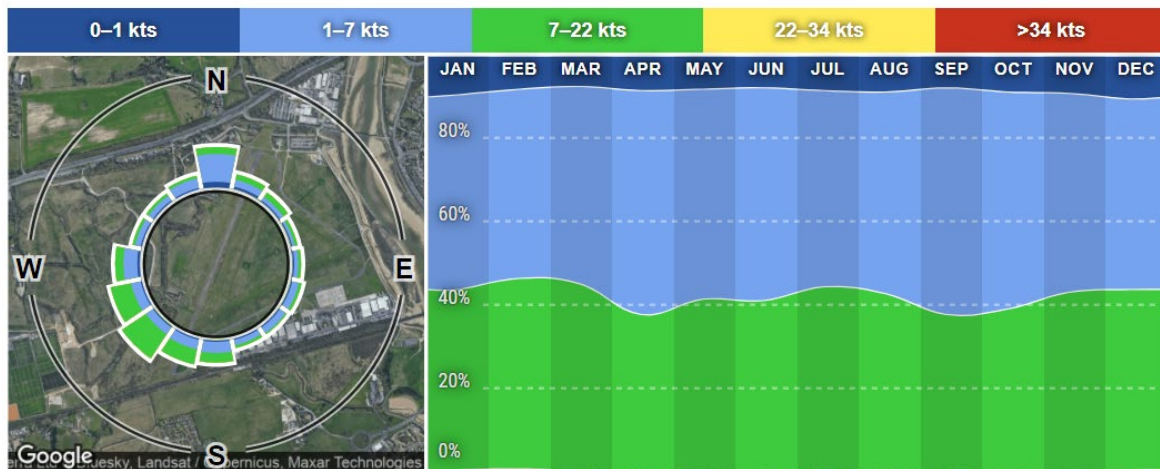 0–1 kts 1–7 kts 7–22 kts 22–34 kts >34 kts
N
W
E
S
Google
Bluesky, Landsat / Copernicus, Maxar Technologies
JAN FEB MAR APR MAY JUN JUL AUG SEP OCT NOV DEC
80%
60%
40%
20%
0%